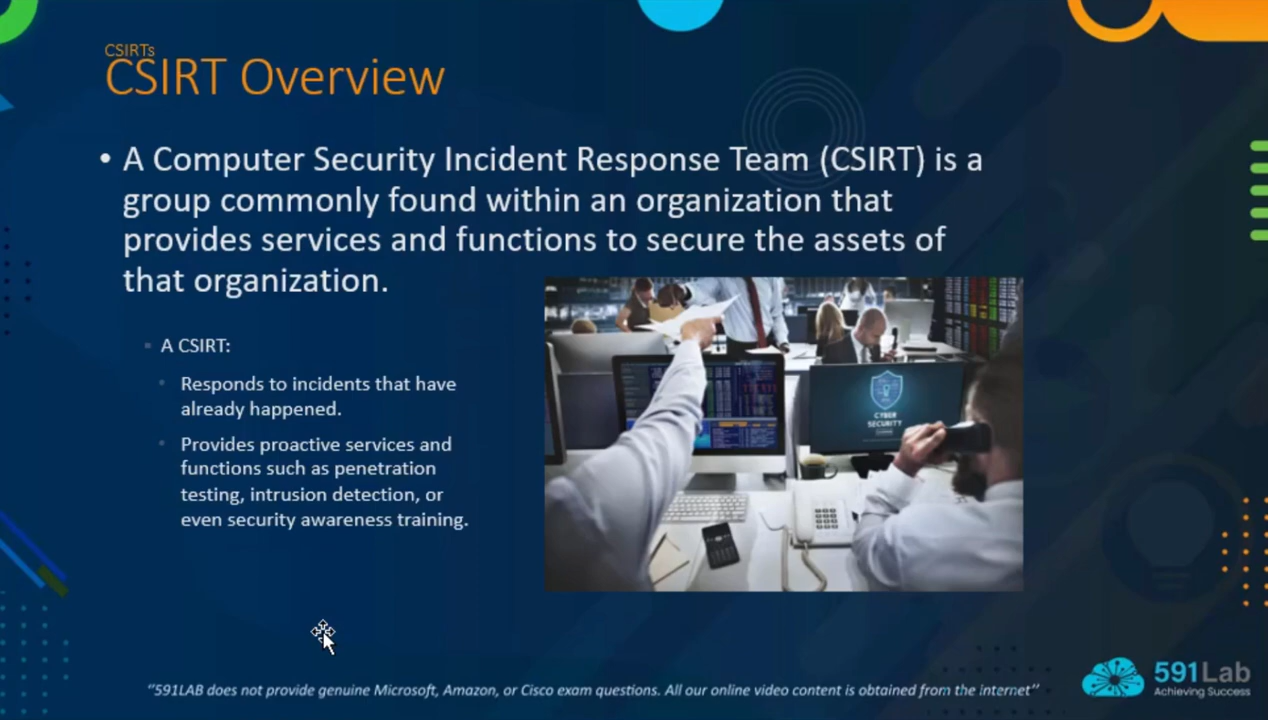 CSIRTs
CSIRT Overview
• A Computer Security Incident Response Team (CSIRT) is a
group commonly found within an organization that
provides services and functions to secure the assets of
that organization.
A CSIRT:
Responds to incidents that have
already happened.
Provides proactive services and
functions such as penetration
testing, intrusion detection, or
even security awareness training.
CYBER
SECURITY
"591LAB does not provide genuine Microsoft, Amazon, or Cisco exam questions. All our online video content is obtained from the internet"
591Lab
Achieving Success